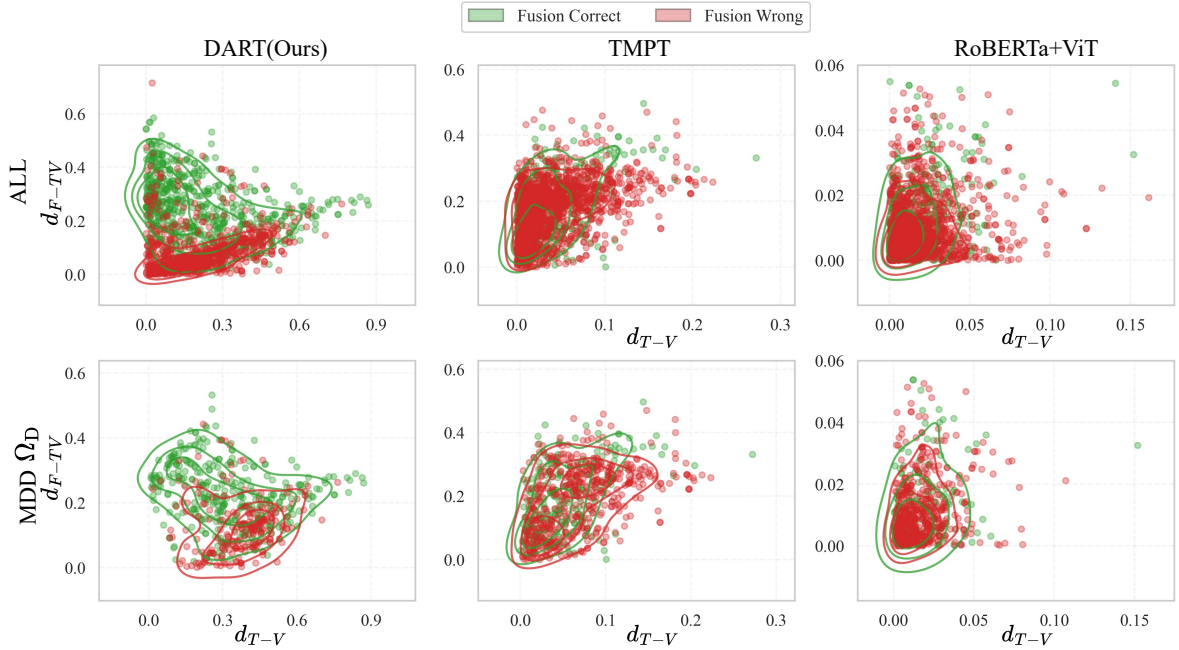 Fusion Correct Fusion Wrong
DART(Ours) TMPT RoBERTa+ViT
ALL
d_{F−TV}
0.6
0.4
0.2
0.0
0.0 0.3 0.6 0.9
0.6
0.4
0.2
0.0
0.0 0.1 0.2 0.3
d_{T−V}
0.06
0.04
0.02
0.00
0.00 0.05 0.10 0.15
d_{T−V}
MDD Ω_D
d_{F−TV}
0.6
0.4
0.2
0.0
0.0 0.3 0.6 0.9
d_{T−V}
0.6
0.4
0.2
0.0
0.0 0.1 0.2 0.3
d_{T−V}
0.06
0.04
0.02
0.00
0.00 0.05 0.10 0.15
d_{T−V}